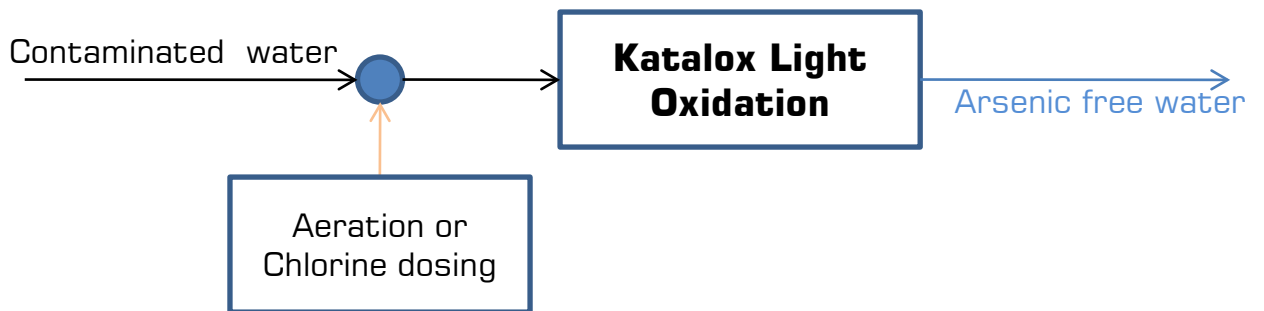 Contaminated water
Katalox Light
Oxidation
Arsenic free water
Aeration or
Chlorine dosing